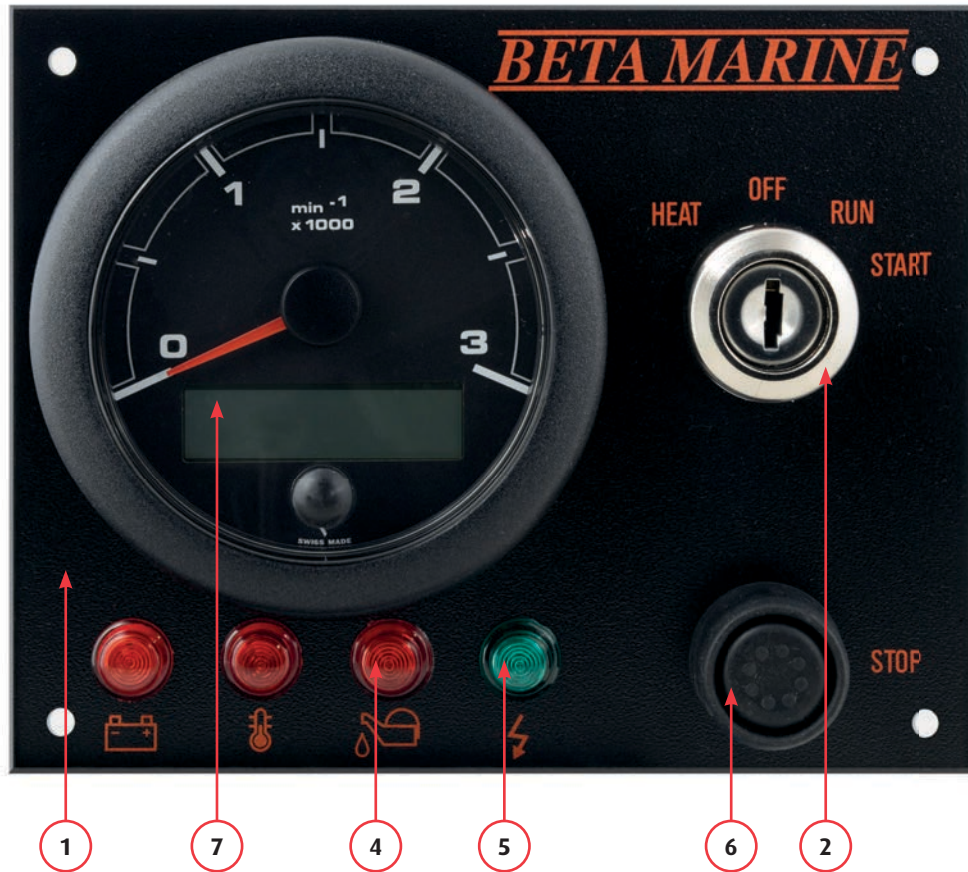 BETA MARINE
1 2
min -1
x 1000
0 3
SWISS MADE
OFF
HEAT RUN
START
STOP
- +
1 7 4 5 6 2